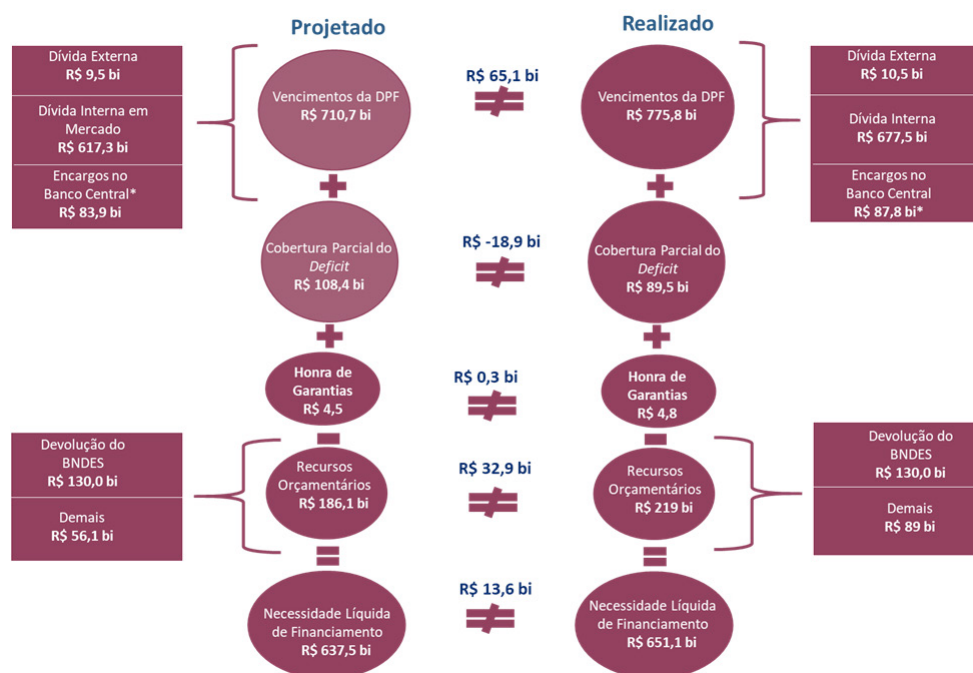 Projetado
Realizado
Dívida Externa
R$ 9,5 bi
Dívida Interna em
Mercado
R$ 617,3 bi
Encargos no
Banco Central*
R$ 83,9 bi
Vencimentos da DPF
R$ 710,7 bi
R$ 65,1 bi
Vencimentos da DPF
R$ 775,8 bi
Dívida Externa
R$ 10,5 bi
Dívida Interna
R$ 677,5 bi
Encargos no
Banco Central
R$ 87,8 bi*
+
+
Cobertura Parcial do
Deficit
R$ 108,4 bi
R$ -18,9 bi
≠
Cobertura Parcial do
Deficit
R$ 89,5 bi
+
+
Honra de
Garantias
R$ 4,5
R$ 0,3 bi
Honra de
Garantias
R$ 4,8
Devolução do
BNDES
R$ 130,0 bi
Demais
R$ 56,1 bi
Recursos
Orçamentários
R$ 186,1 bi
R$ 32,9 bi
Recursos
Orçamentários
R$ 219 bi
Devolução do
BNDES
R$ 130,0 bi
Demais
R$ 89 bi
Necessidade Líquida
de Financiamento
R$ 637,5 bi
R$ 13,6 bi
Necessidade Líquida
de Financiamento
R$ 651,1 bi